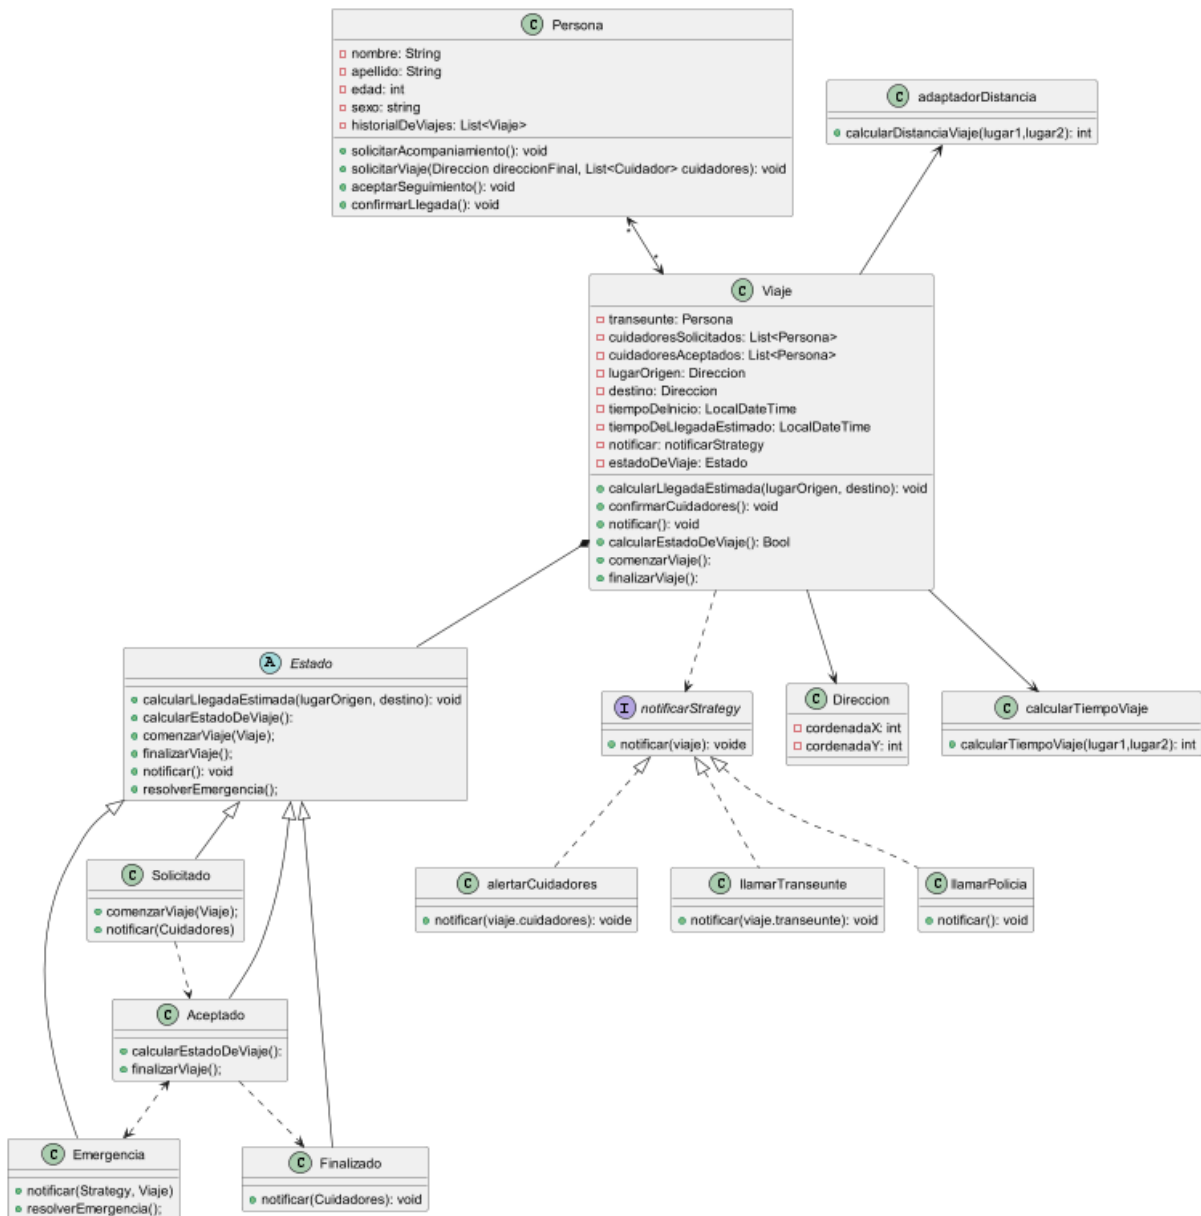 C Persona
nombre: String
apellido: String
edad: int
sexo: string
historialDeViajes: List<Viaje>
solicitarAcompaniamiento(): void
solicitarViaje(Direccion direccionFinal, List<Cuidador> cuidadores): void
aceptarSeguimiento(): void
confirmarLlegada(): void
C adaptadorDistancia
calcularDistanciaViaje(lugar1,lugar2): int
*
*
C Viaje
transeunte: Persona
cuidadoresSolicitados: List<Persona>
cuidadoresAceptados: List<Persona>
lugarOrigen: Direccion
destino: Direccion
tiempoDeInicio: LocalDateTime
tiempoDeLlegadaEstimado: LocalDateTime
notificar: notificarStrategy
estadoDeViaje: Estado
calcularLlegadaEstimada(lugarOrigen, destino): void
confirmarCuidadores(): void
notificar(): void
calcularEstadoDeViaje(): Bool
comenzarViaje():
finalizarViaje():
A Estado
calcularLlegadaEstimada(lugarOrigen, destino): void
calcularEstadoDeViaje():
comenzarViaje(Viaje);
finalizarViaje();
notificar(): void
resolverEmergencia();
I notificarStrategy
notificar(viaje): voide
C Direccion
cordenadaX: int
cordenadaY: int
C calcularTiempoViaje
calcularTiempoViaje(lugar1,lugar2): int
C Solicitado
comenzarViaje(Viaje);
notificar(Cuidadores)
C alertarCuidadores
notificar(viaje.cuidadores): voide
C llamarTranseunte
notificar(viaje.transeunte): void
C llamarPolicia
notificar(): void
C Aceptado
calcularEstadoDeViaje():
finalizarViaje();
C Emergencia
notificar(Strategy, Viaje)
resolverEmergencia();
C Finalizado
notificar(Cuidadores): void